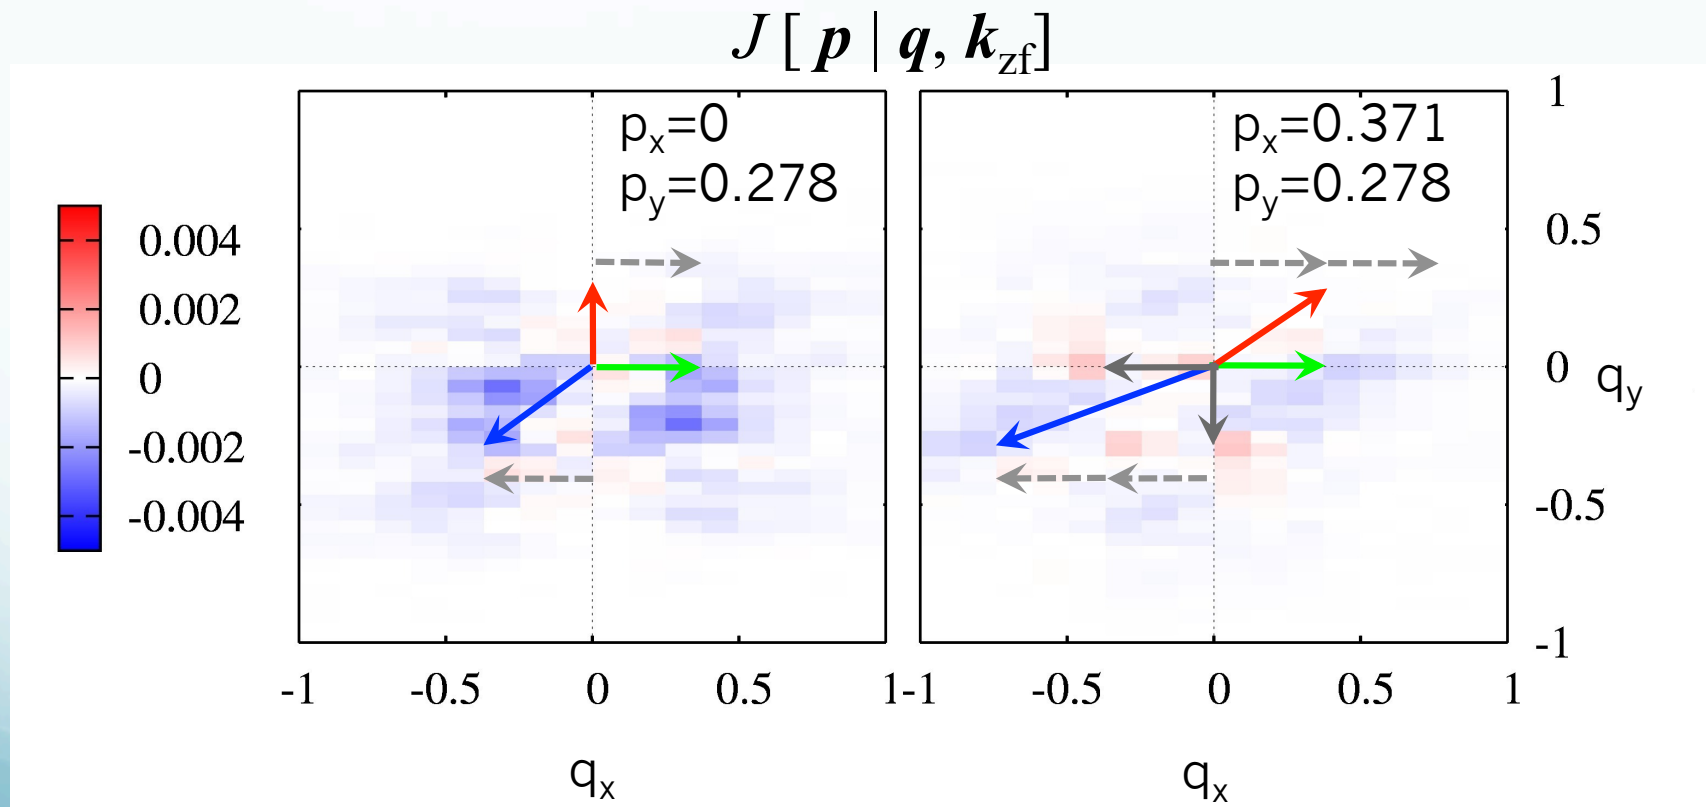 J [ p | q, k_zf]
p_x=0
p_y=0.278
p_x=0.371
p_y=0.278
0.004
0.002
0
-0.002
-0.004
1
0.5
0
-0.5
-1
q_y
-1 -0.5 0 0.5 1
-1 -0.5 0 0.5 1
q_x
q_x